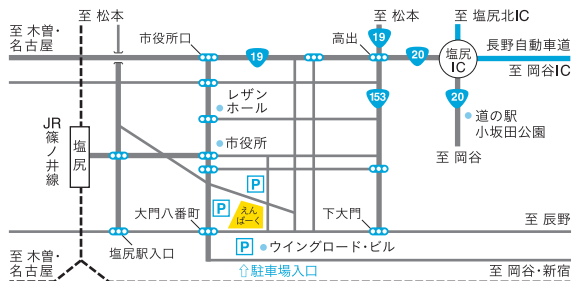 至 木曽・
名古屋
至 松本
市役所口
19
高出
至 松本
19
20
至 塩尻北IC
塩尻
IC
長野自動車道
至 岡谷IC
レザン
ホール
153
20
道の駅
小坂田公園
JR
篠ノ井線
塩尻
市役所
至 岡谷
P
P
えん
ぱーく
大門八番町
下大門
至 辰野
塩尻駅入口
P
ウイングロード・ビル
至 木曽・
名古屋
⇧駐車場入口
至 岡谷・新宿